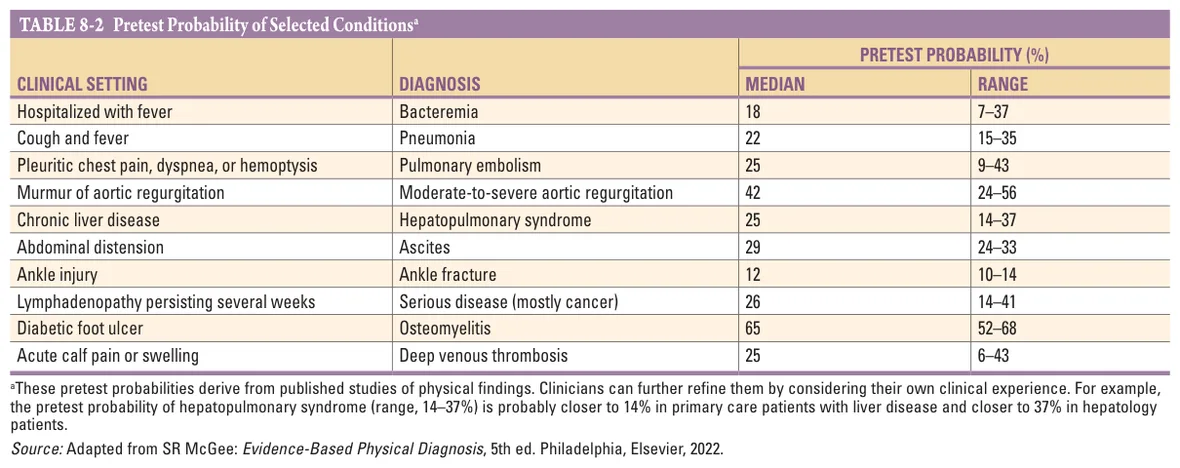 TABLE 8-2 Pretest Probability of Selected Conditionsᵃ
PRETEST PROBABILITY (%)
CLINICAL SETTING DIAGNOSIS MEDIAN RANGE
Hospitalized with fever Bacteremia 18 7–37
Cough and fever Pneumonia 22 15–35
Pleuritic chest pain, dyspnea, or hemoptysis Pulmonary embolism 25 9–43
Murmur of aortic regurgitation Moderate-to-severe aortic regurgitation 42 24–56
Chronic liver disease Hepatopulmonary syndrome 25 14–37
Abdominal distension Ascites 29 24–33
Ankle injury Ankle fracture 12 10–14
Lymphadenopathy persisting several weeks Serious disease (mostly cancer) 26 14–41
Diabetic foot ulcer Osteomyelitis 65 52–68
Acute calf pain or swelling Deep venous thrombosis 25 6–43
ᵃThese pretest probabilities derive from published studies of physical findings. Clinicians can further refine them by considering their own clinical experience. For example,
the pretest probability of hepatopulmonary syndrome (range, 14–37%) is probably closer to 14% in primary care patients with liver disease and closer to 37% in hepatology
patients.
Source: Adapted from SR McGee: Evidence-Based Physical Diagnosis, 5th ed. Philadelphia, Elsevier, 2022.